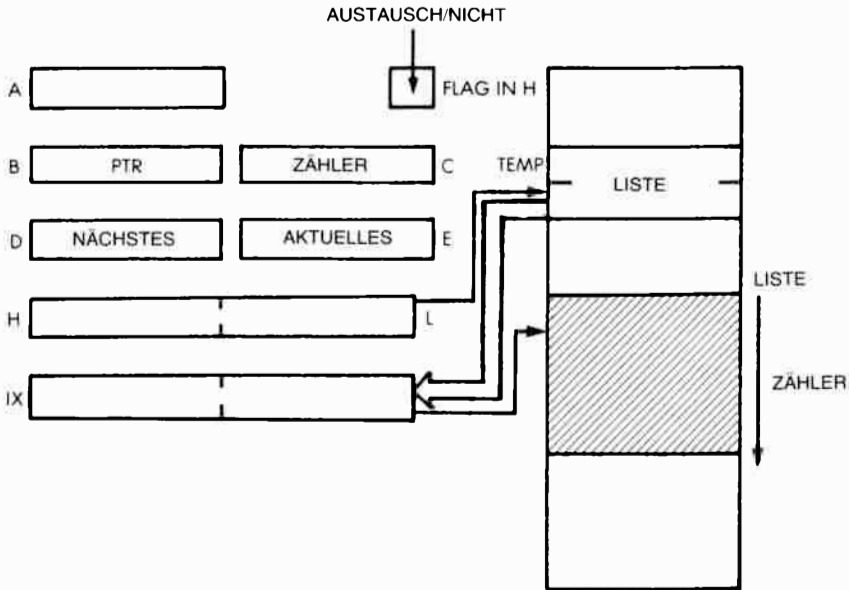 AUSTAUSCH/NICHT
A
FLAG IN H
B PTR ZÄHLER C
TEMP
LISTE
D NÄCHSTES AKTUELLES E
LISTE
H L
ZÄHLER
IX